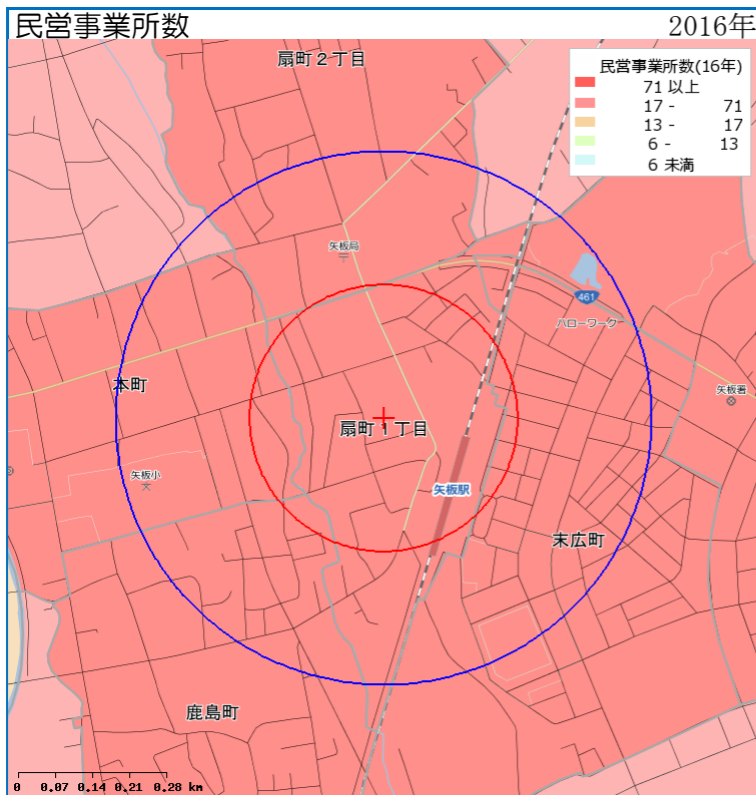 民営事業所数 2016年
扇町2丁目
民営事業所数(16年)
71 以上
17 - 71
13 - 17
6 - 13
6 未満
矢板局
461
ハローワーク
本町
矢板署
扇町1丁目
矢板小
矢板駅
末広町
鹿島町
0 0.07 0.14 0.21 0.28 km